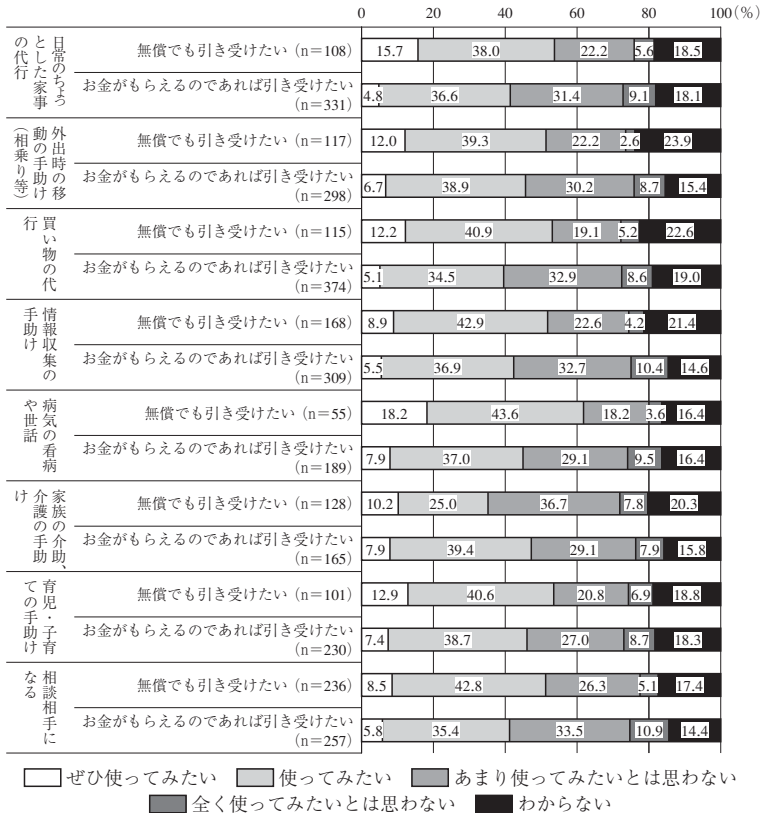 0 20 40 60 80 100(%)
日常のちょっとした家事の代行
無償でも引き受けたい (n=108) 15.7 38.0 22.2 5.6 18.5
お金がもらえるのであれば引き受けたい
(n=331) 4.8 36.6 31.4 9.1 18.1
外出時の移動の手助け(相乗り等)
無償でも引き受けたい (n=117) 12.0 39.3 22.2 2.6 23.9
お金がもらえるのであれば引き受けたい
(n=298) 6.7 38.9 30.2 8.7 15.4
買い物の代行
無償でも引き受けたい (n=115) 12.2 40.9 19.1 5.2 22.6
お金がもらえるのであれば引き受けたい
(n=374) 5.1 34.5 32.9 8.6 19.0
情報収集の手助け
無償でも引き受けたい (n=168) 8.9 42.9 22.6 4.2 21.4
お金がもらえるのであれば引き受けたい
(n=309) 5.5 36.9 32.7 10.4 14.6
病気の看病や世話
無償でも引き受けたい (n=55) 18.2 43.6 18.2 3.6 16.4
お金がもらえるのであれば引き受けたい
(n=189) 7.9 37.0 29.1 9.5 16.4
家族の介助、介護の手助け
無償でも引き受けたい (n=128) 10.2 25.0 36.7 7.8 20.3
お金がもらえるのであれば引き受けたい
(n=165) 7.9 39.4 29.1 7.9 15.8
育児・子育ての手助け
無償でも引き受けたい (n=101) 12.9 40.6 20.8 6.9 18.8
お金がもらえるのであれば引き受けたい
(n=230) 7.4 38.7 27.0 8.7 18.3
相談相手になる
無償でも引き受けたい (n=236) 8.5 42.8 26.3 5.1 17.4
お金がもらえるのであれば引き受けたい
(n=257) 5.8 35.4 33.5 10.9 14.4
ぜひ使ってみたい 使ってみたい あまり使ってみたいとは思わない
全く使ってみたいとは思わない わからない